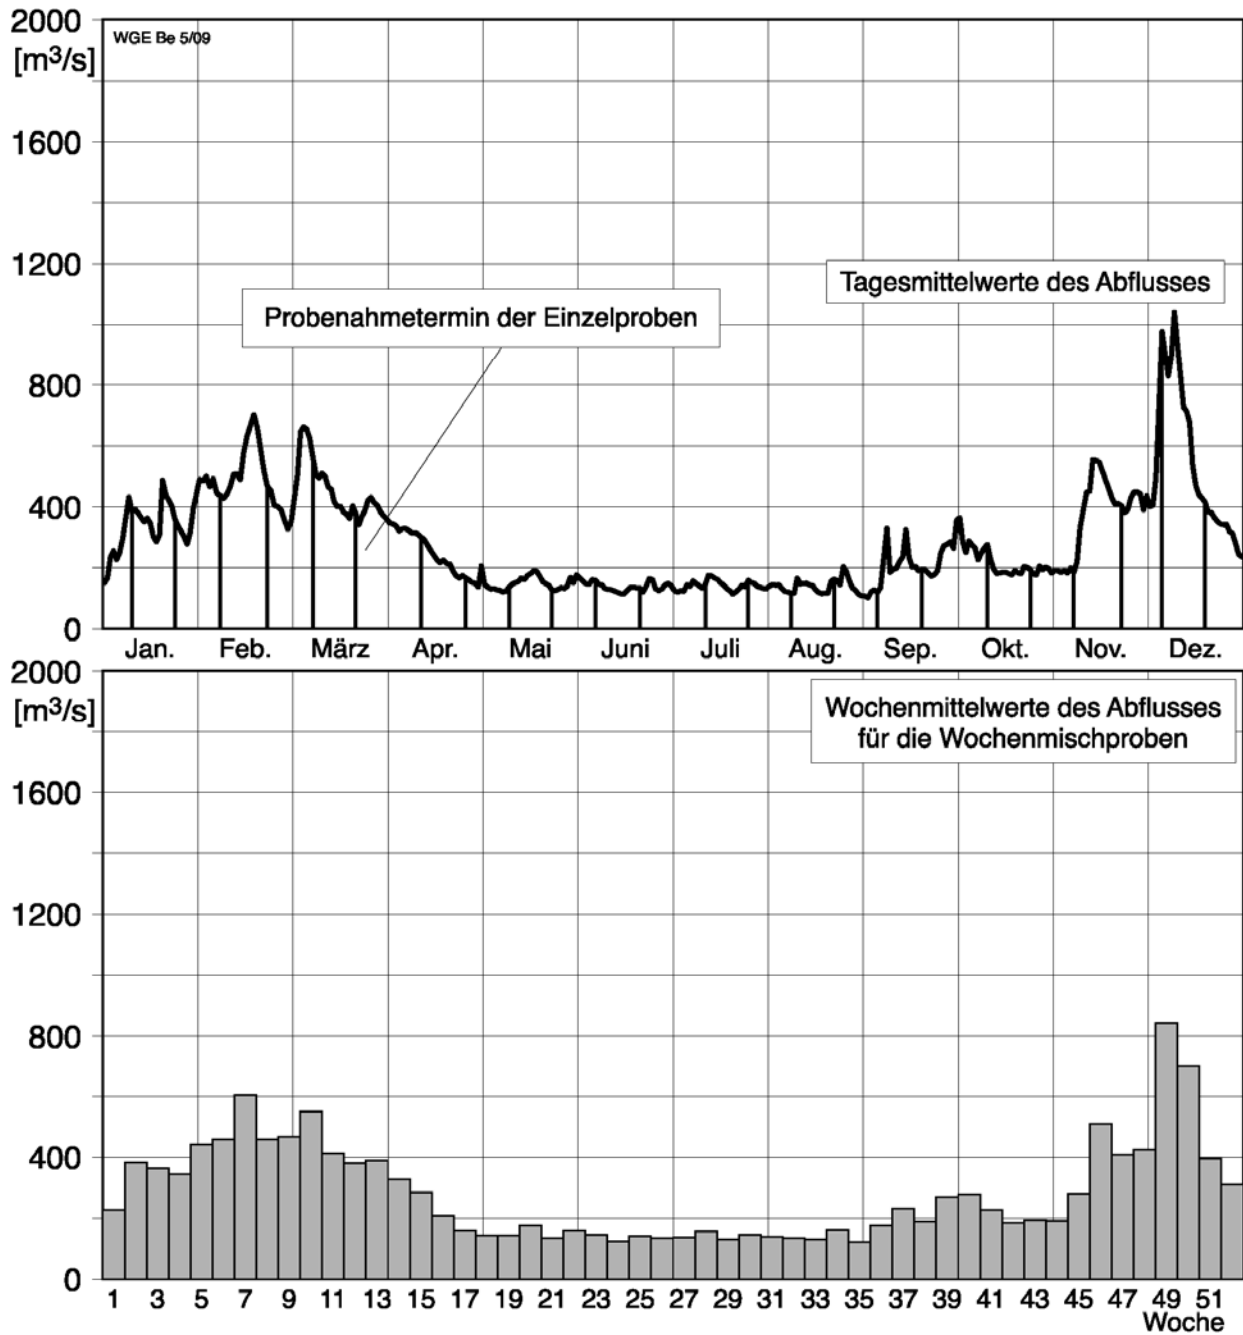 2000
[m³/s]
WGE Be 5/09
1600
1200
Tagesmittelwerte des Abflusses
Probenahmetermin der Einzelproben
800
400
0
Jan. Feb. März Apr. Mai Juni Juli Aug. Sep. Okt. Nov. Dez.
2000
[m³/s]
Wochenmittelwerte des Abflusses
für die Wochenmischproben
1600
1200
800
400
0
1 3 5 7 9 11 13 15 17 19 21 23 25 27 29 31 33 35 37 39 41 43 45 47 49 51
Woche